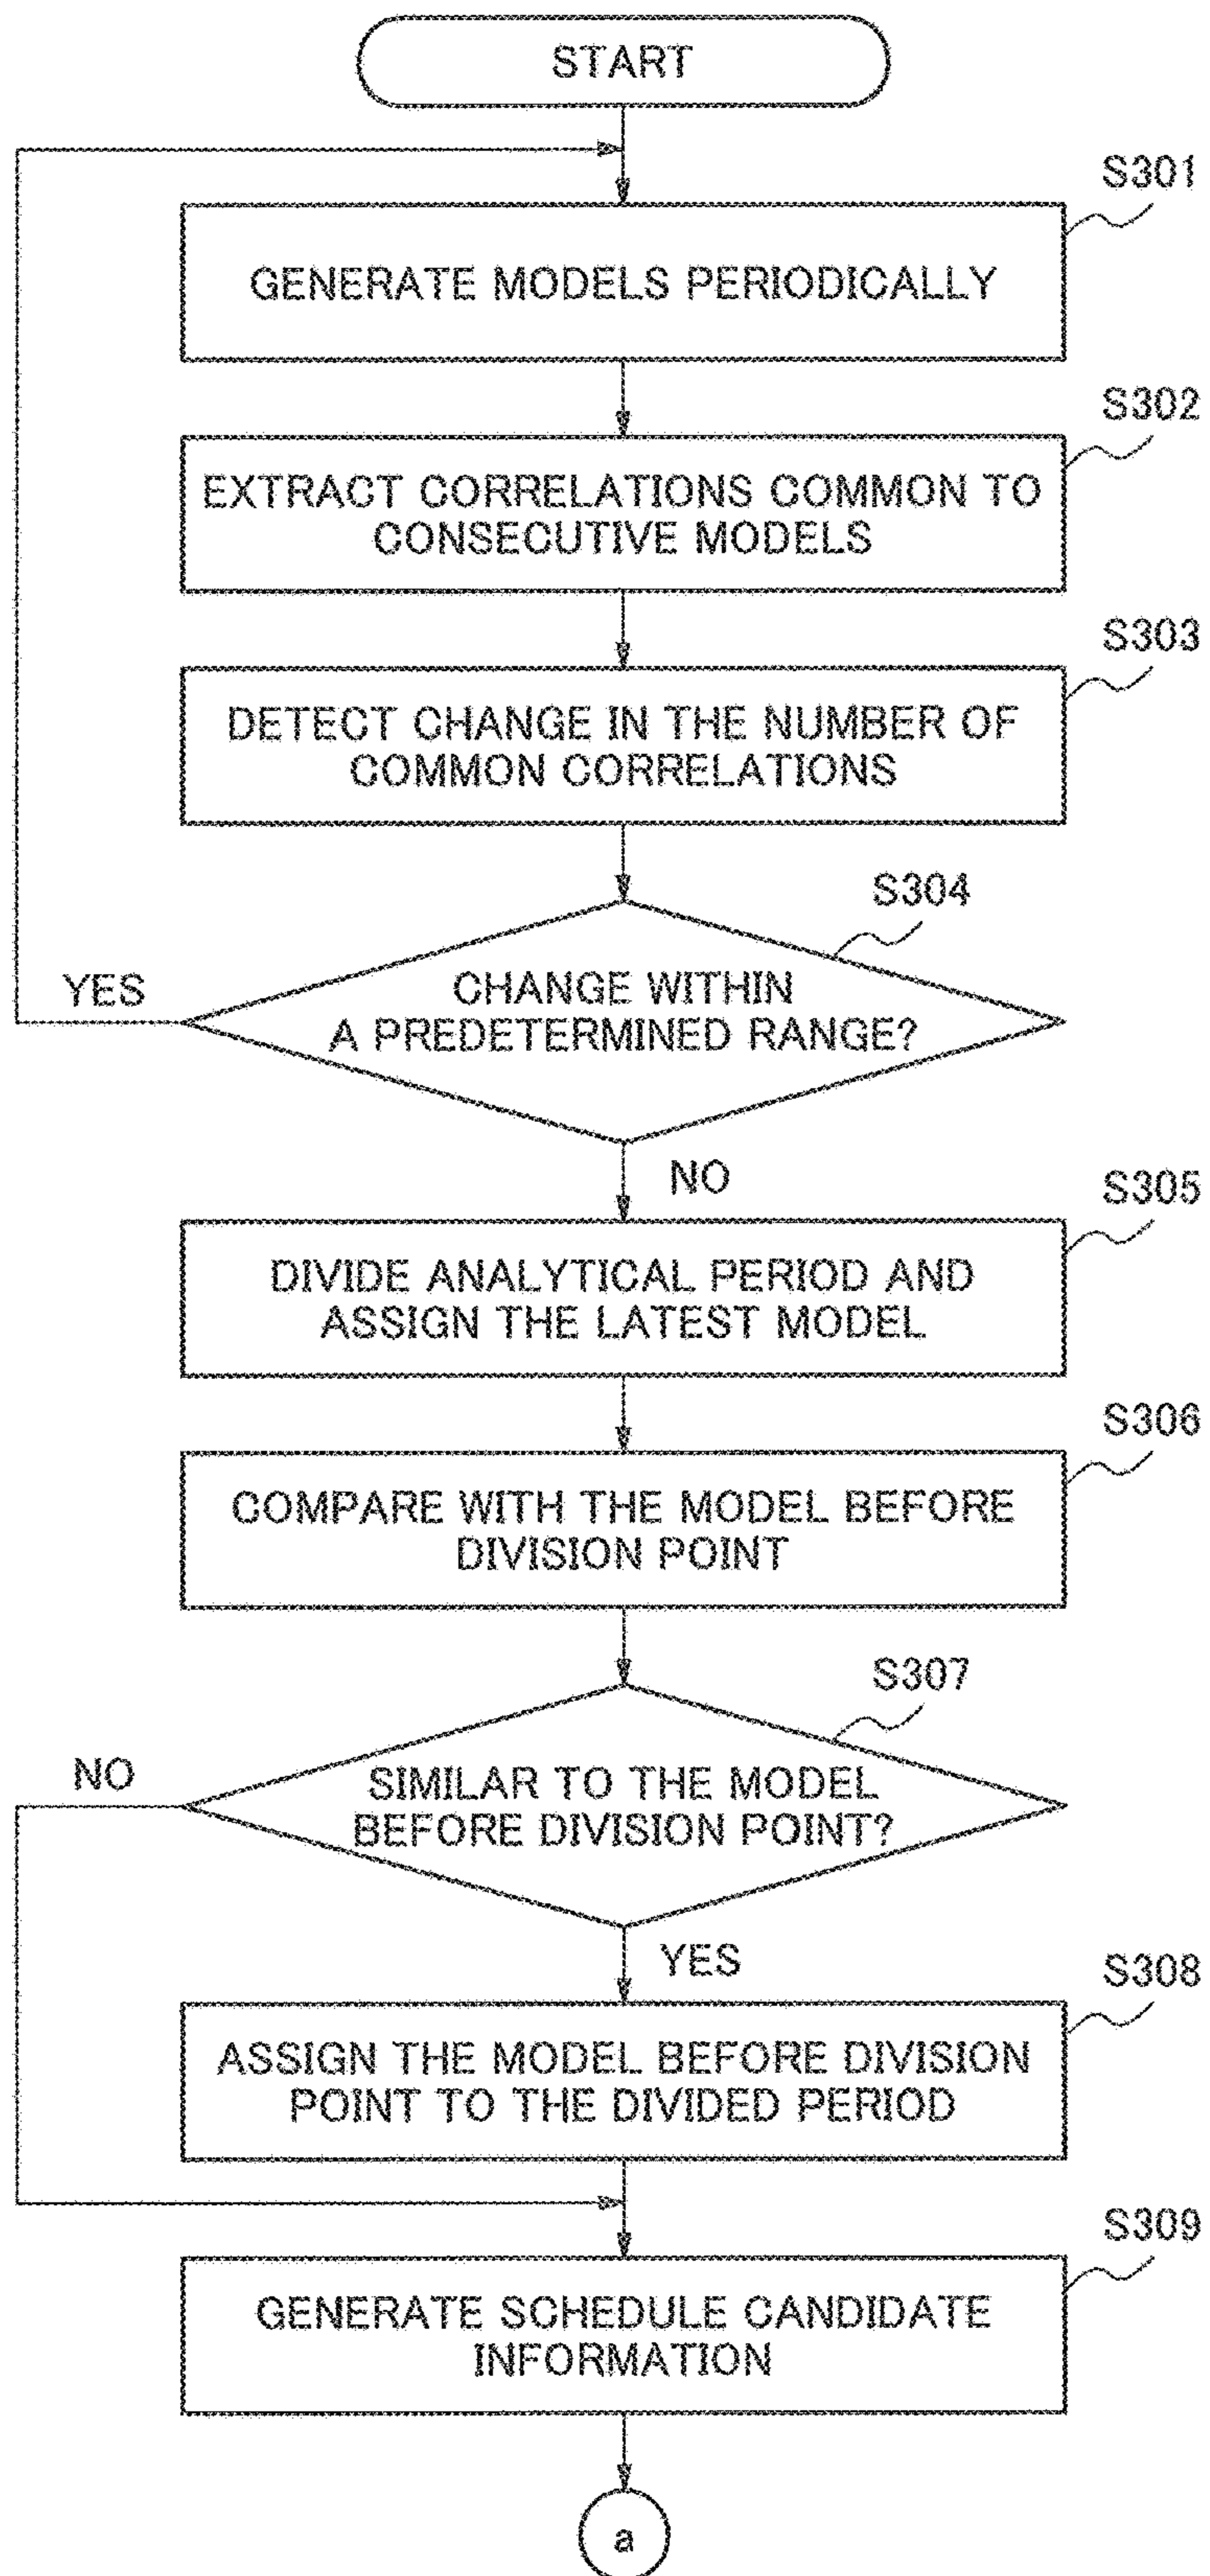 START
S301
GENERATE MODELS PERIODICALLY
S302
EXTRACT CORRELATIONS COMMON TO
CONSECUTIVE MODELS
S303
DETECT CHANGE IN THE NUMBER OF
COMMON CORRELATIONS
S304
YES
CHANGE WITHIN
A PREDETERMINED RANGE?
NO
S305
DIVIDE ANALYTICAL PERIOD AND
ASSIGN THE LATEST MODEL
S306
COMPARE WITH THE MODEL BEFORE
DIVISION POINT
S307
NO
SIMILAR TO THE MODEL
BEFORE DIVISION POINT?
YES
S308
ASSIGN THE MODEL BEFORE DIVISION
POINT TO THE DIVIDED PERIOD
S309
GENERATE SCHEDULE CANDIDATE
INFORMATION
a